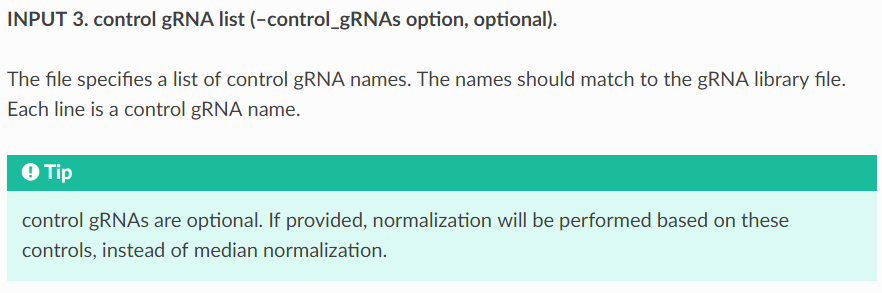 INPUT 3. control gRNA list (–control_gRNAs option, optional).
The file specifies a list of control gRNA names. The names should match to the gRNA library file.
Each line is a control gRNA name.
Tip
control gRNAs are optional. If provided, normalization will be performed based on these
controls, instead of median normalization.